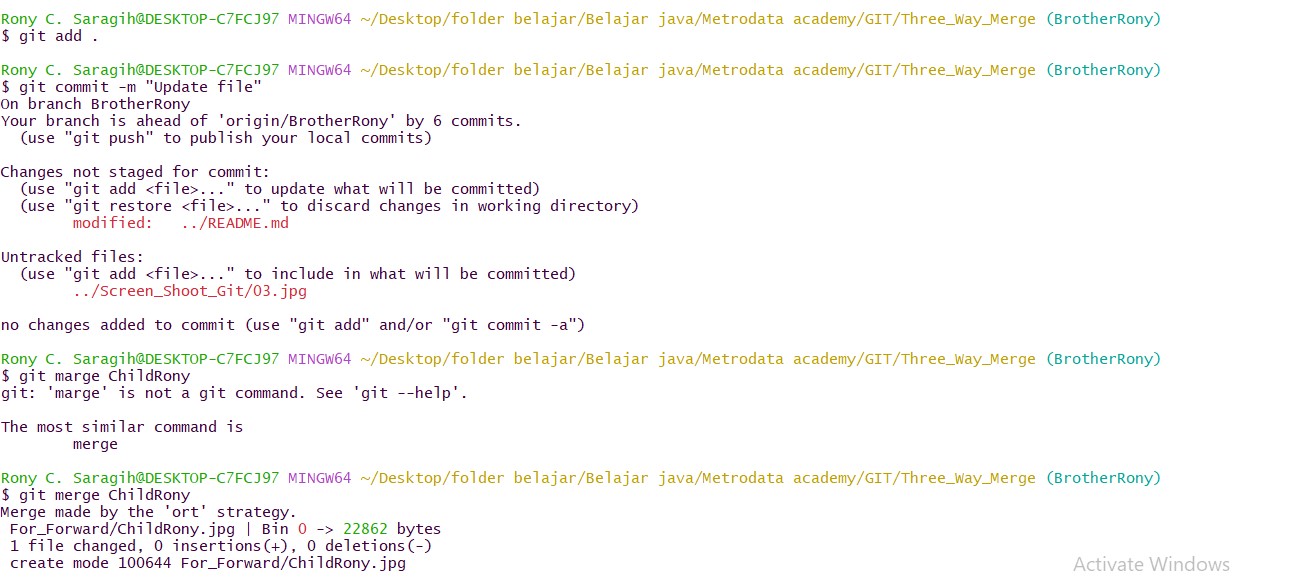 Rony C. Saragih@DESKTOP-C7FCJ97 MINGW64 ~/Desktop/folder belajar/Belajar java/Metrodata academy/GIT/Three_Way_Merge (BrotherRony)
$ git add .
Rony C. Saragih@DESKTOP-C7FCJ97 MINGW64 ~/Desktop/folder belajar/Belajar java/Metrodata academy/GIT/Three_Way_Merge (BrotherRony)
$ git commit -m "Update file"
On branch BrotherRony
Your branch is ahead of 'origin/BrotherRony' by 6 commits.
  (use "git push" to publish your local commits)
Changes not staged for commit:
  (use "git add <file>..." to update what will be committed)
  (use "git restore <file>..." to discard changes in working directory)
        modified:   ../README.md
Untracked files:
  (use "git add <file>..." to include in what will be committed)
        ../Screen_Shoot_Git/03.jpg
no changes added to commit (use "git add" and/or "git commit -a")
Rony C. Saragih@DESKTOP-C7FCJ97 MINGW64 ~/Desktop/folder belajar/Belajar java/Metrodata academy/GIT/Three_Way_Merge (BrotherRony)
$ git marge ChildRony
git: 'marge' is not a git command. See 'git --help'.
The most similar command is
        merge
Rony C. Saragih@DESKTOP-C7FCJ97 MINGW64 ~/Desktop/folder belajar/Belajar java/Metrodata academy/GIT/Three_Way_Merge (BrotherRony)
$ git merge ChildRony
Merge made by the 'ort' strategy.
 For_Forward/ChildRony.jpg | Bin 0 -> 22862 bytes
 1 file changed, 0 insertions(+), 0 deletions(-)
 create mode 100644 For_Forward/ChildRony.jpg
Activate Windows